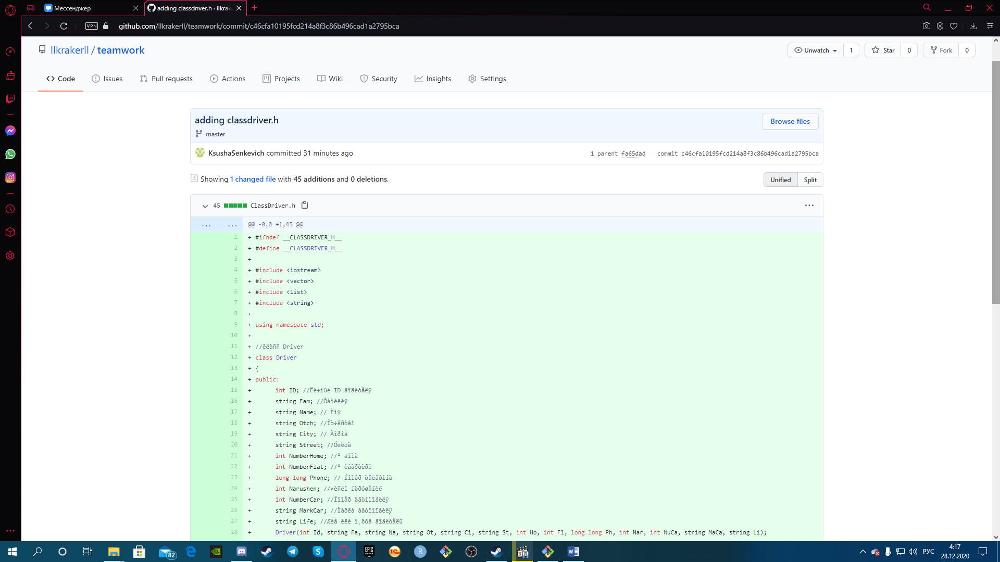 Мессенджер
adding classdriver.h · llkrak
VPN
github.com/llkrakerll/teamwork/commit/c46cfa10195fcd214a8f3c86b496cad1a2795bca
llkrakerll / teamwork
Unwatch 1 Star 0 Fork 0
Code Issues Pull requests Actions Projects Wiki Security Insights Settings
adding classdriver.h
Browse files
master
KsushaSenkevich committed 31 minutes ago
1 parent fa65dad commit c46cfa10195fcd214a8f3c86b496cad1a2795bca
Showing 1 changed file with 45 additions and 0 deletions.
Unified Split
45 ClassDriver.h
... ... @@ -0,0 +1,45 @@
1 + #ifndef __CLASSDRIVER_H__
2 + #define __CLASSDRIVER_H__
3 +
4 + #include <iostream>
5 + #include <vector>
6 + #include <list>
7 + #include <string>
8 +
9 + using namespace std;
10 +
11 + //êëàññ Driver
12 + class Driver
13 + {
14 + public:
15 + int ID; //Ëè÷íûé ID âîäèòåëÿ
16 + string Fam; //Ôàìèëèÿ
17 + string Name; // Èìÿ
18 + string Otch; //Îò÷åñòâî
19 + string City; // Ãîðîä
20 + string Street; //Óëèöà
21 + int NumberHome; //¹ äîìà
22 + int NumberFlat; //¹ êâàðòèðû
23 + long long Phone; // Íîìåð òåëåôîíà
24 + int Narushen; //×èñëî íàðóøåíèé
25 + int NumberCar; //Íîìåð àâòîìîáèëÿ
26 + string MarkCar; //Ìàðêà àâòîìîáèëÿ
27 + string Life; //Æèâ èëè ì¸ðòâ âîäèòåëü
28 + Driver(int Id, string Fa, string Na, string Ot, string Ci, string St, int Ho, int Fl, long long Ph, int Nar, int NuCa, string MaCa, string Li);
82
EPIC GAMES
1C
R
РУС
4:17
28.12.2020